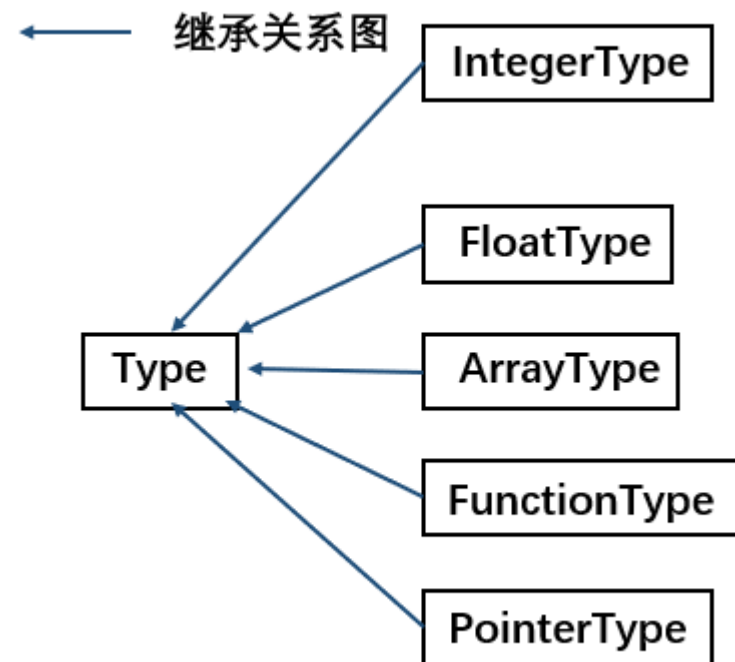 继承关系图
IntegerType
FloatType
Type
ArrayType
FunctionType
PointerType